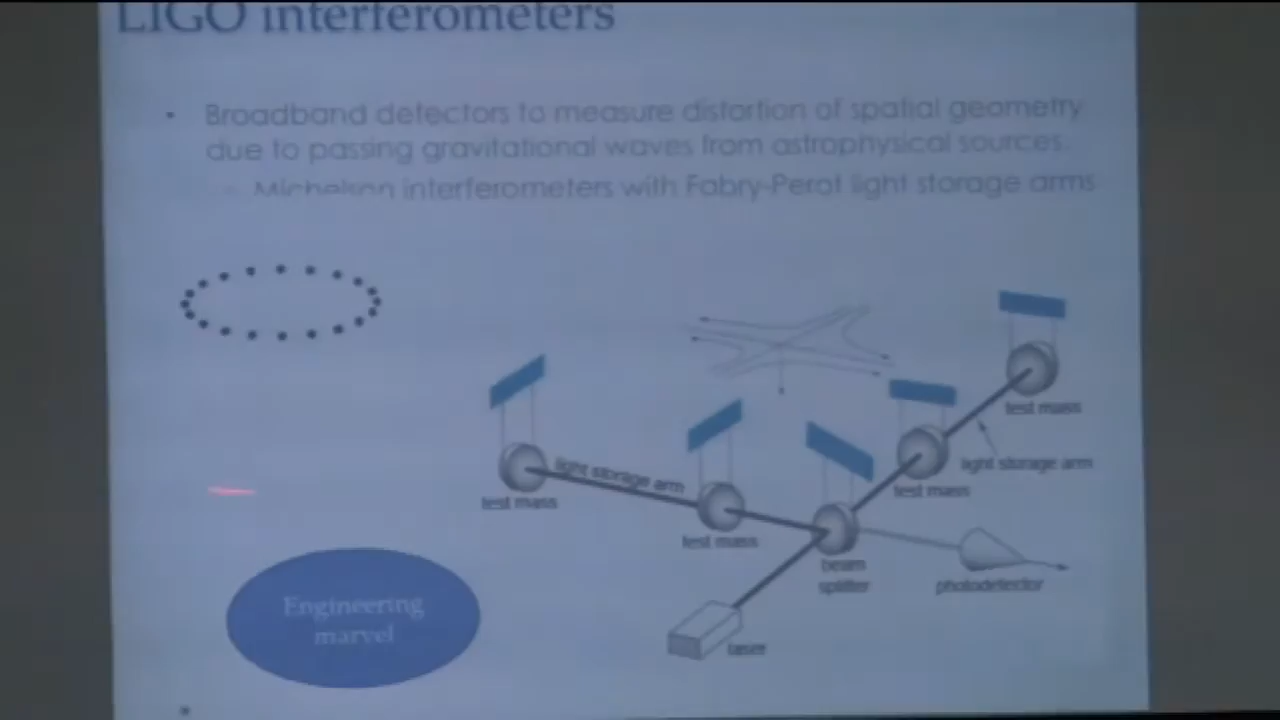 LIGO interferometers
• Broadband detectors to measure distortion of spatial geometry
due to passing gravitational waves from astrophysical sources.
Michelson interferometers with Fabry-Perot light storage arms
test mass
test mass
light storage arm
light storage arm
test mass
test mass
beam
splitter
photodetector
laser
Engineering
marvel